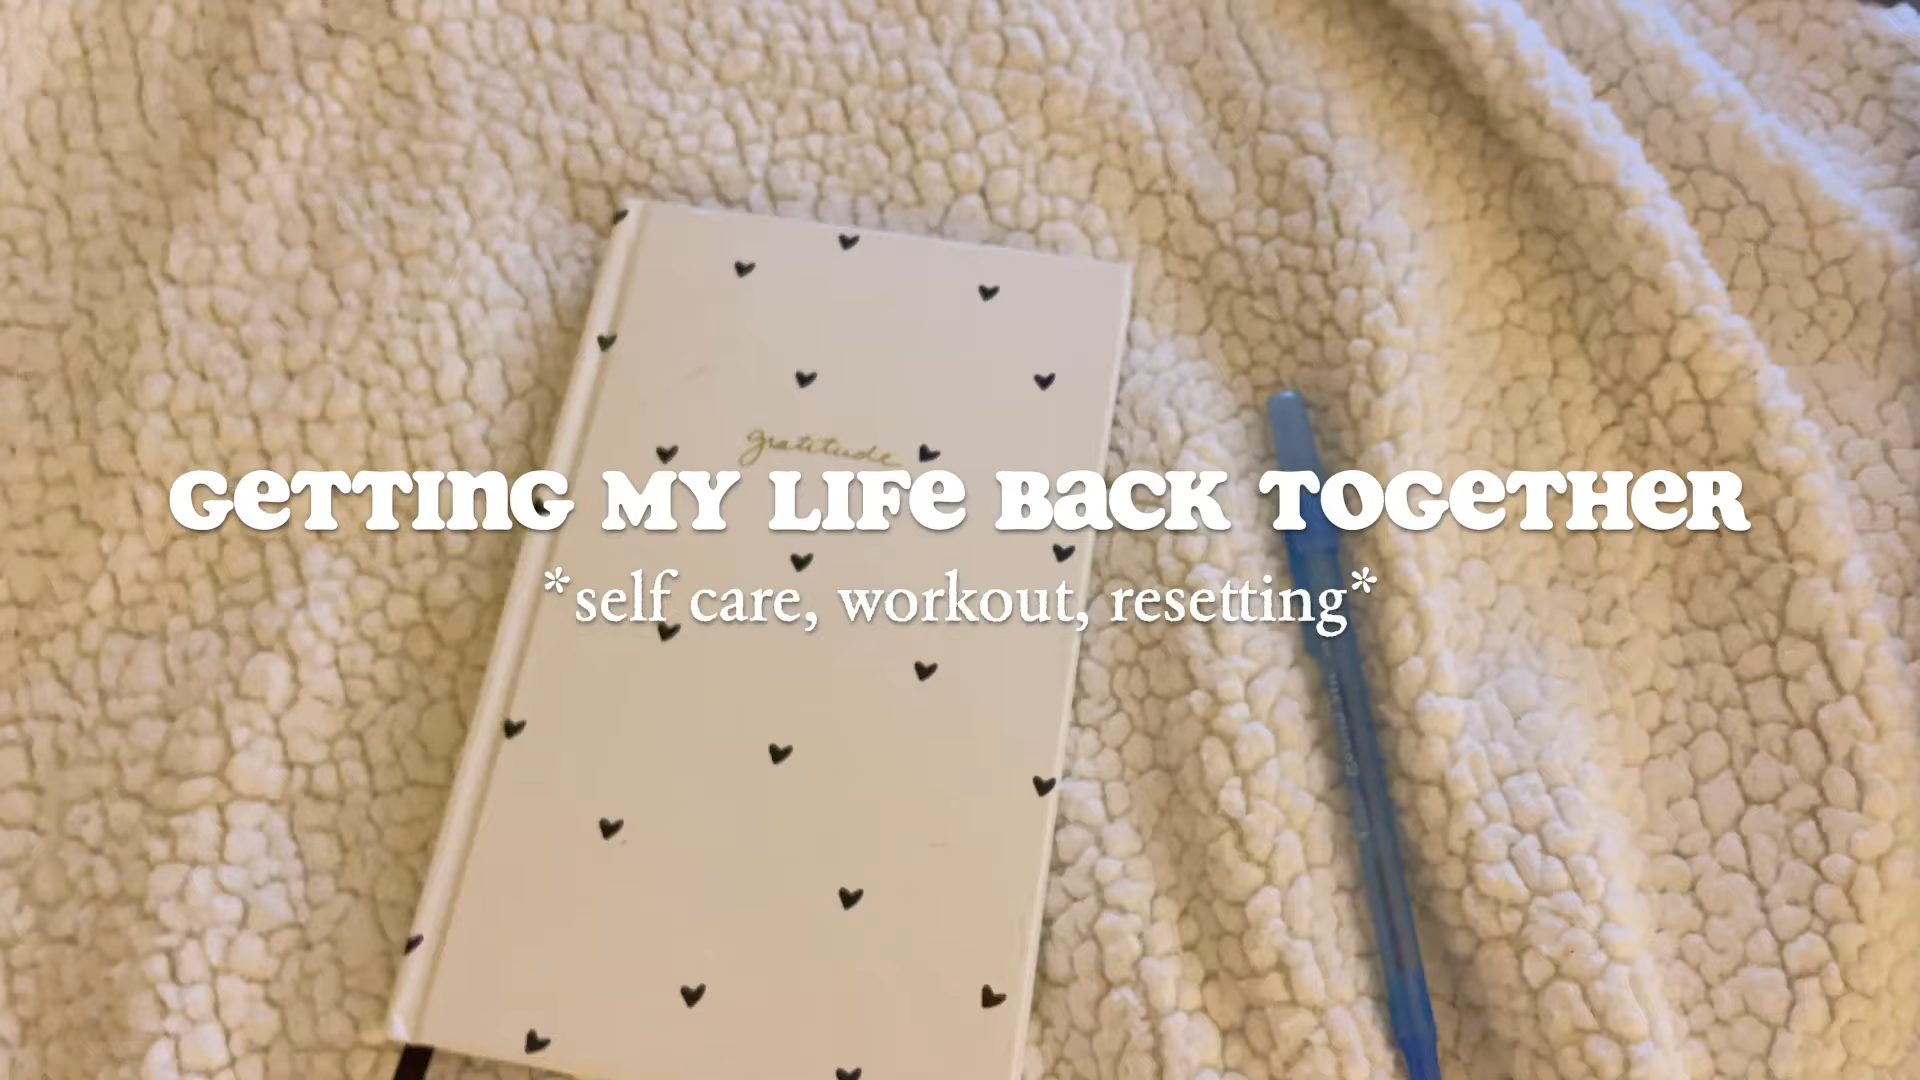 gratitude
GeTTInG MY LIFe BaCK TOGeTHeR
*self care, workout, resetting*